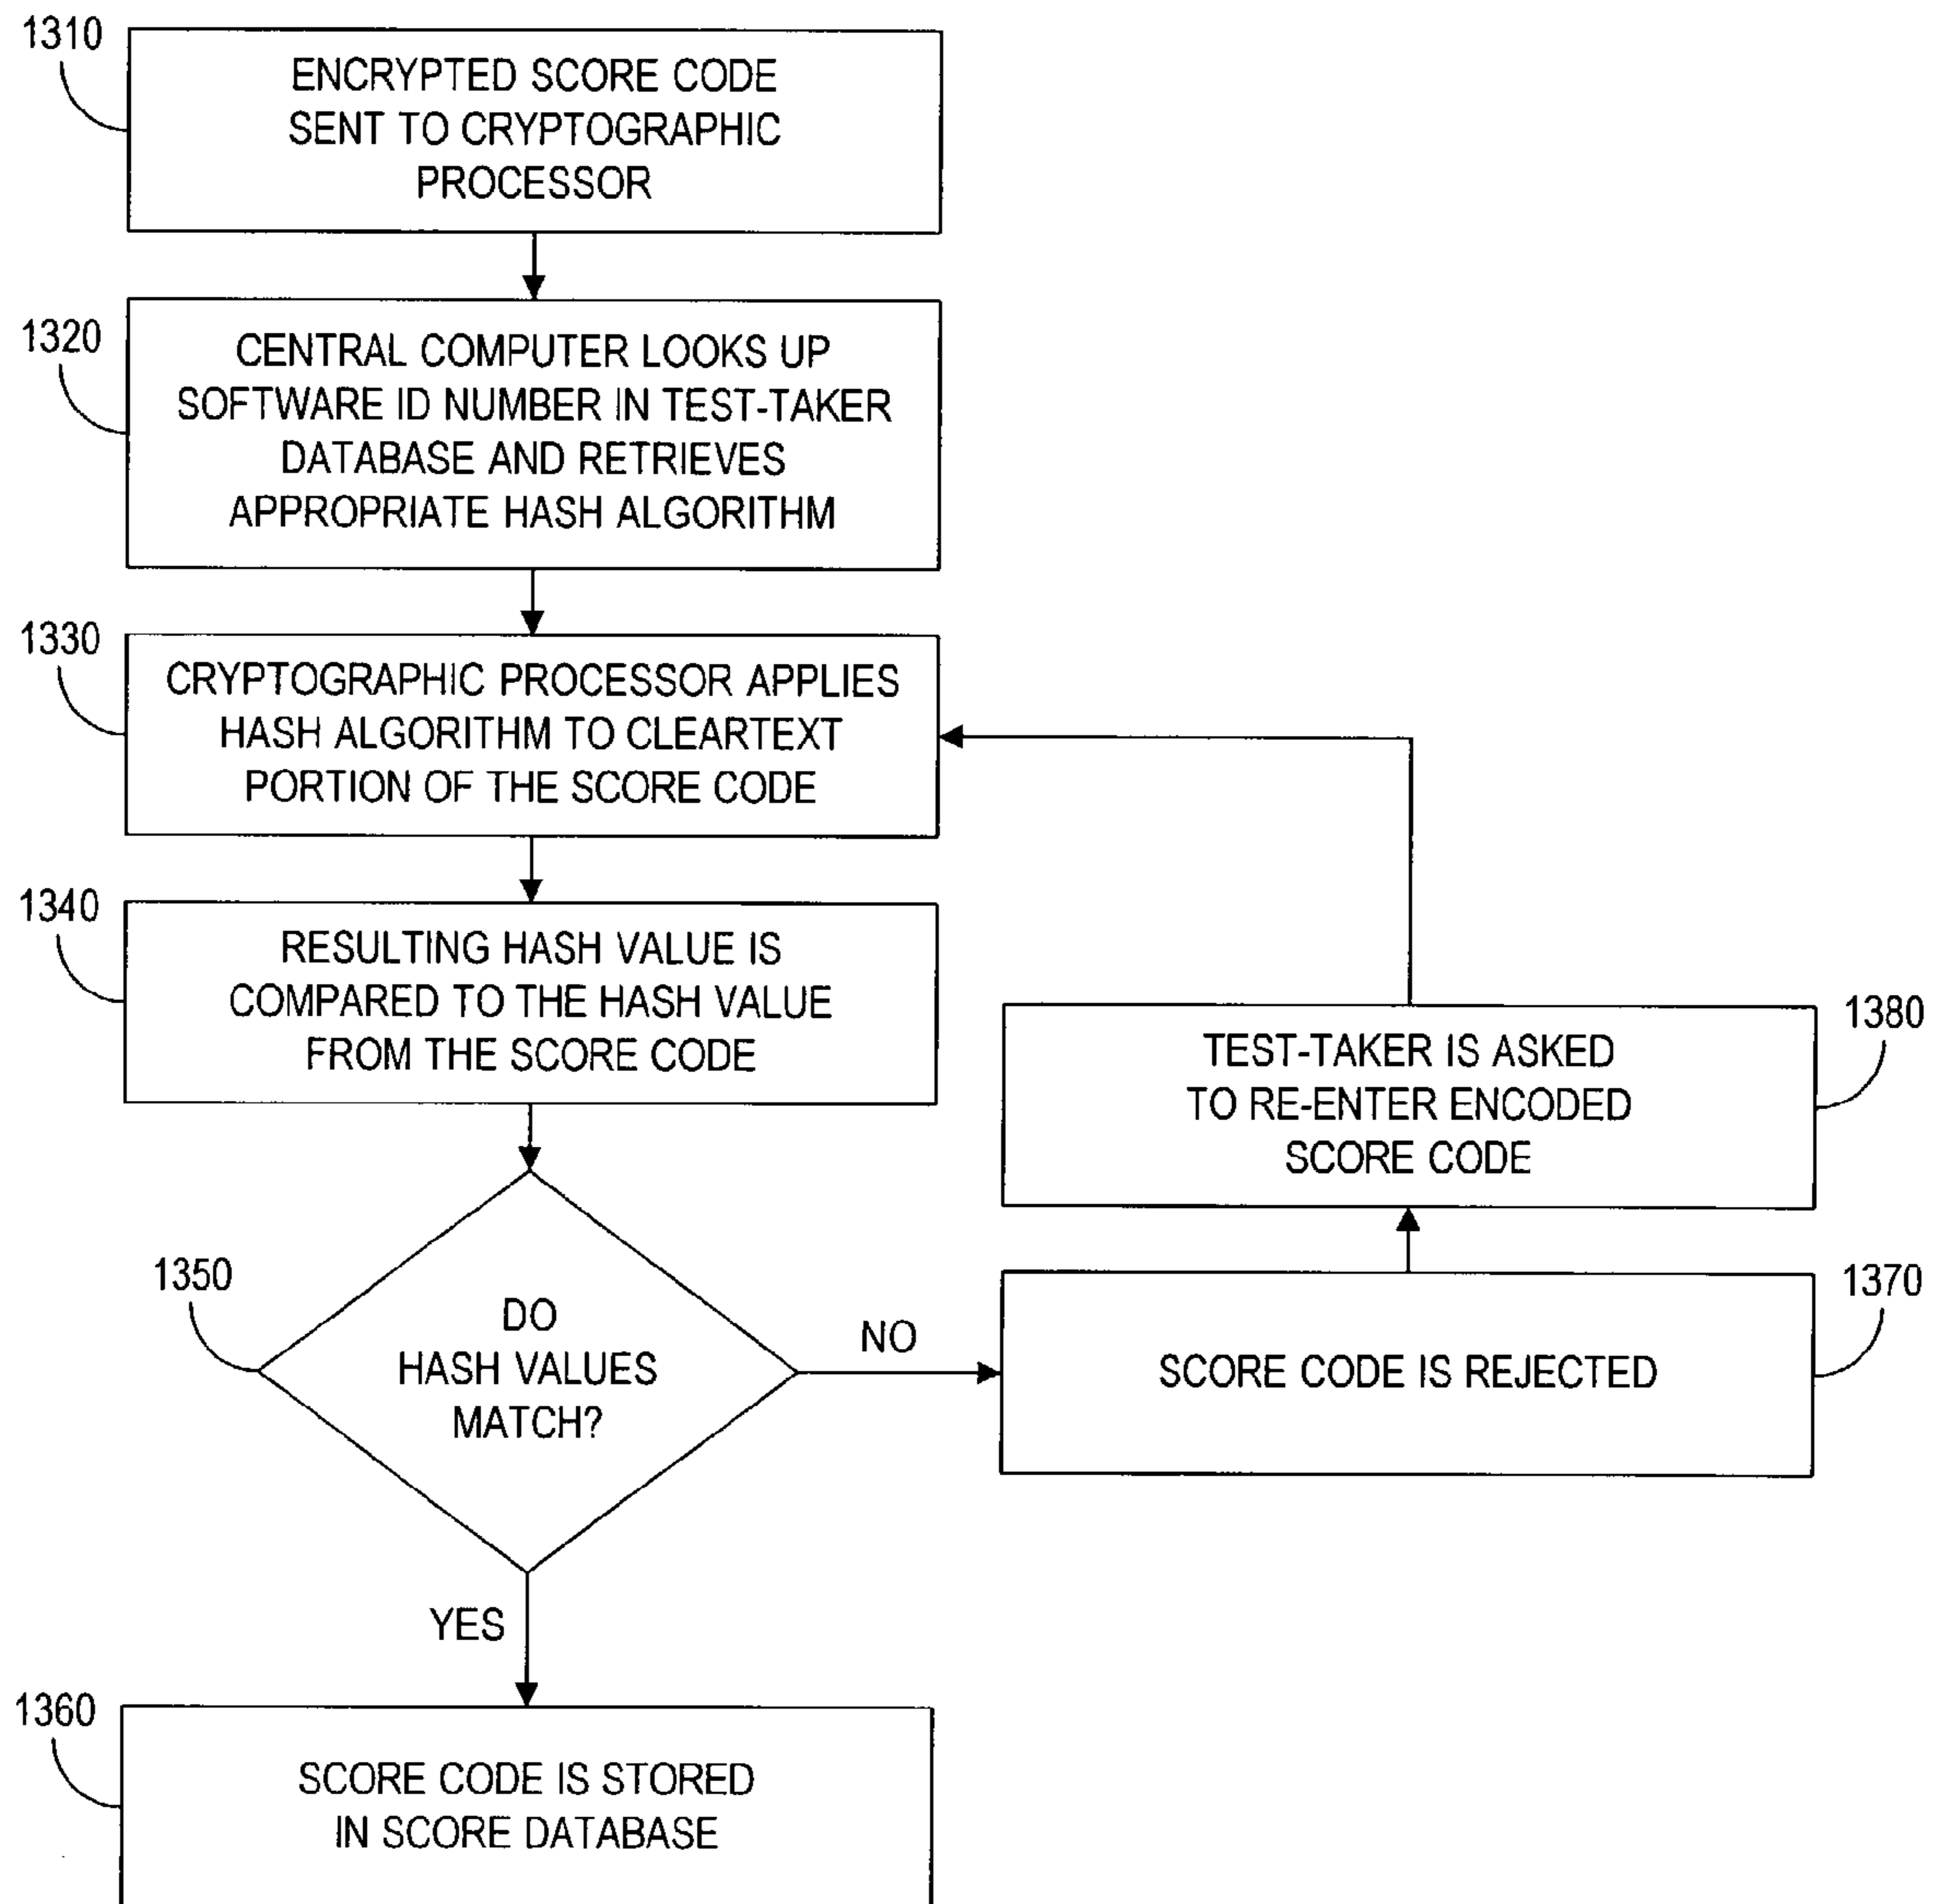 1310
ENCRYPTED SCORE CODE
SENT TO CRYPTOGRAPHIC
PROCESSOR
1320
CENTRAL COMPUTER LOOKS UP
SOFTWARE ID NUMBER IN TEST-TAKER
DATABASE AND RETRIEVES
APPROPRIATE HASH ALGORITHM
1330
CRYPTOGRAPHIC PROCESSOR APPLIES
HASH ALGORITHM TO CLEARTEXT
PORTION OF THE SCORE CODE
1340
RESULTING HASH VALUE IS
COMPARED TO THE HASH VALUE
FROM THE SCORE CODE
1350
DO
HASH VALUES
MATCH?
NO
1370
SCORE CODE IS REJECTED
1380
TEST-TAKER IS ASKED
TO RE-ENTER ENCODED
SCORE CODE
YES
1360
SCORE CODE IS STORED
IN SCORE DATABASE